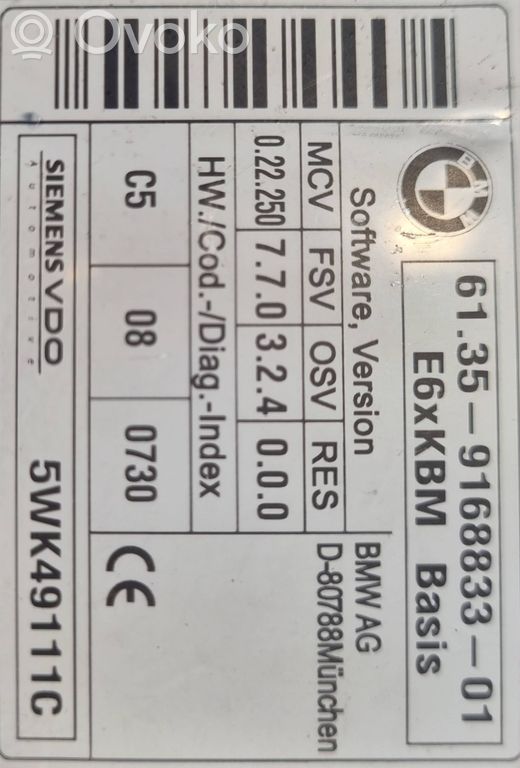 Ovoko
BMW
61.35-9168833-01
E6xKBM Basis
Software, Version
MCV FSV OSV RES
0.22.250 7.7.0 3.2.4 0.0.0
HW./Cod.-/Diag.-Index
C5 08 0730
BMW AG
D-80788München
CE
SIEMENS VDO
Automotive
5WK49111C